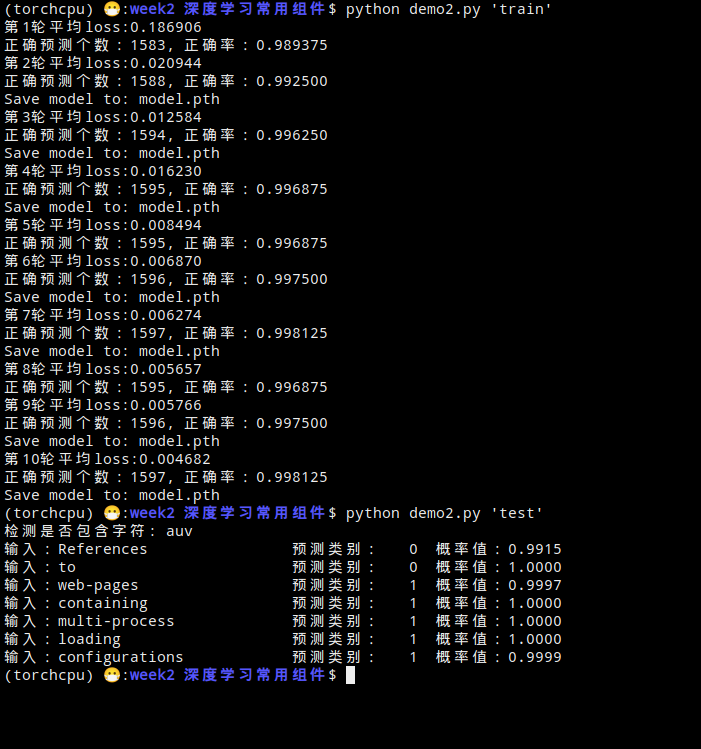 (torchcpu) 😷:week2 深度学习常用组件$ python demo2.py 'train'
第1轮平均loss:0.186906
正确预测个数：1583, 正确率：0.989375
第2轮平均loss:0.020944
正确预测个数：1588, 正确率：0.992500
Save model to: model.pth
第3轮平均loss:0.012584
正确预测个数：1594, 正确率：0.996250
Save model to: model.pth
第4轮平均loss:0.016230
正确预测个数：1595, 正确率：0.996875
Save model to: model.pth
第5轮平均loss:0.008494
正确预测个数：1595, 正确率：0.996875
第6轮平均loss:0.006870
正确预测个数：1596, 正确率：0.997500
Save model to: model.pth
第7轮平均loss:0.006274
正确预测个数：1597, 正确率：0.998125
Save model to: model.pth
第8轮平均loss:0.005657
正确预测个数：1595, 正确率：0.996875
第9轮平均loss:0.005766
正确预测个数：1596, 正确率：0.997500
Save model to: model.pth
第10轮平均loss:0.004682
正确预测个数：1597, 正确率：0.998125
Save model to: model.pth
(torchcpu) 😷:week2 深度学习常用组件$ python demo2.py 'test'
检测是否包含字符: auv
输入：References 预测类别： 0 概率值：0.9915
输入：to 预测类别： 0 概率值：1.0000
输入：web-pages 预测类别： 1 概率值：0.9997
输入：containing 预测类别： 1 概率值：1.0000
输入：multi-process 预测类别： 1 概率值：1.0000
输入：loading 预测类别： 1 概率值：1.0000
输入：configurations 预测类别： 1 概率值：0.9999
(torchcpu) 😷:week2 深度学习常用组件$